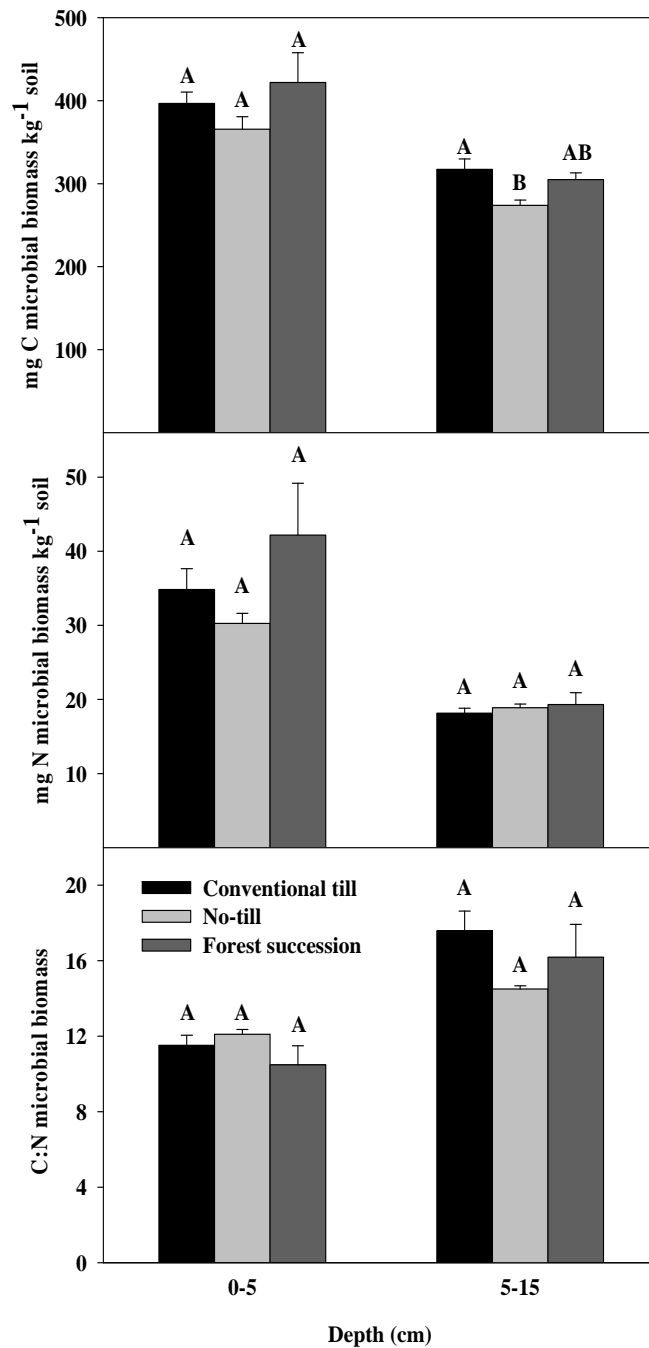 500
400
300
200
100
mg C microbial biomass kg-1 soil
A
A
A
A
B
AB
50
40
30
20
10
mg N microbial biomass kg-1 soil
A
A
A
A
A
A
20
16
12
8
4
0
C:N microbial biomass
Conventional till
No-till
Forest succession
A
A
A
A
A
A
0-5
5-15
Depth (cm)